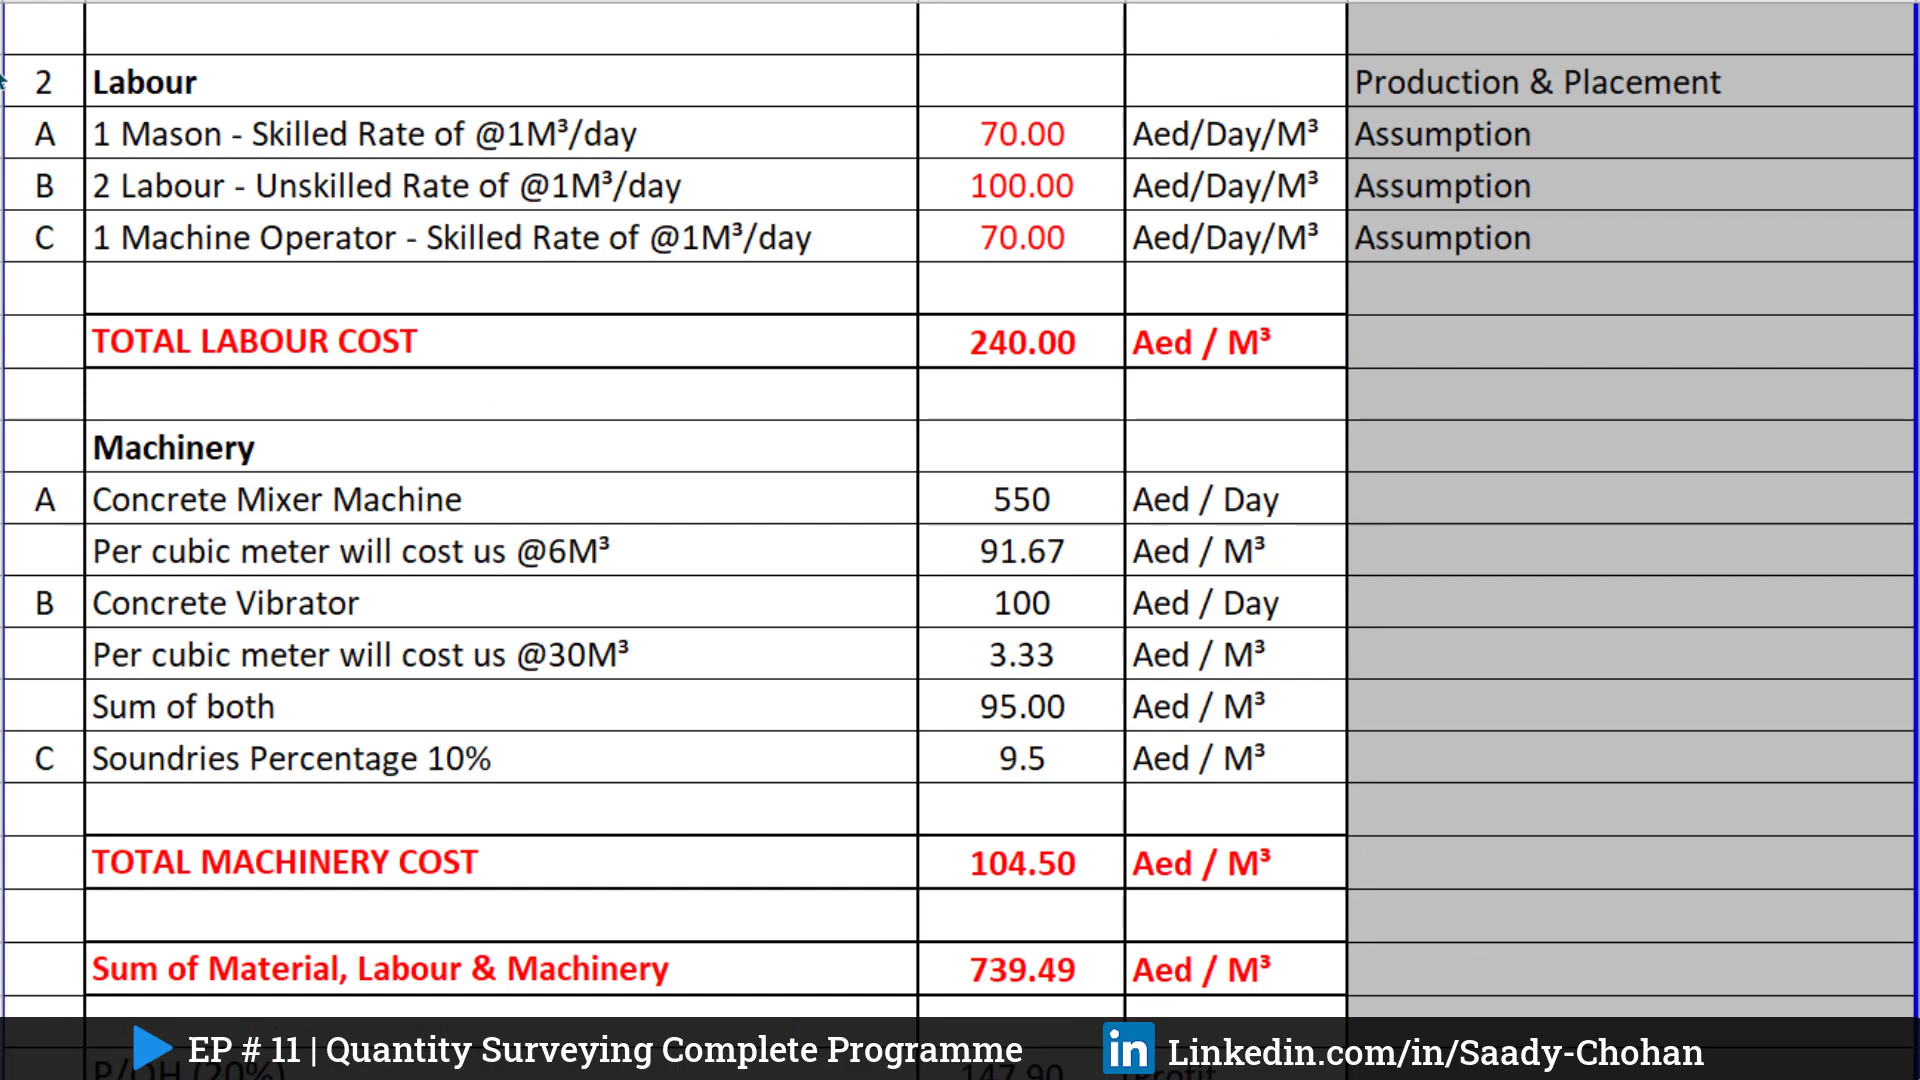 2 Labour Production & Placement
A 1 Mason - Skilled Rate of @1M³/day 70.00 Aed/Day/M³ Assumption
B 2 Labour - Unskilled Rate of @1M³/day 100.00 Aed/Day/M³ Assumption
C 1 Machine Operator - Skilled Rate of @1M³/day 70.00 Aed/Day/M³ Assumption
TOTAL LABOUR COST 240.00 Aed / M³
Machinery
A Concrete Mixer Machine 550 Aed / Day
Per cubic meter will cost us @6M³ 91.67 Aed / M³
B Concrete Vibrator 100 Aed / Day
Per cubic meter will cost us @30M³ 3.33 Aed / M³
Sum of both 95.00 Aed / M³
C Soundries Percentage 10% 9.5 Aed / M³
TOTAL MACHINERY COST 104.50 Aed / M³
Sum of Material, Labour & Machinery 739.49 Aed / M³
EP # 11 | Quantity Surveying Complete Programme in Linkedin.com/in/Saady-Chohan
P/OH (20%) 147.90 Profit